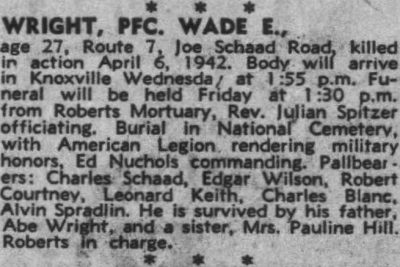 * * *
WRIGHT, PFC. WADE E.,
age 27, Route 7, Joe Schaad Road, killed
in action April 6, 1942. Body will arrive
in Knoxville Wednesday at 1:55 p.m. Fu-
neral will be held Friday at 1:30 p.m.
from Roberts Mortuary, Rev. Julian Spitzer
officiating. Burial in National Cemetery,
with American Legion rendering military
honors, Ed Nuchols commanding. Pallbear-
ers: Charles Schaad, Edgar Wilson, Robert
Courtney, Leonard Keith, Charles Blanc,
Alvin Spradlin. He is survived by his father,
Abe Wright, and a sister, Mrs. Pauline Hill.
Roberts in charge.
* * *